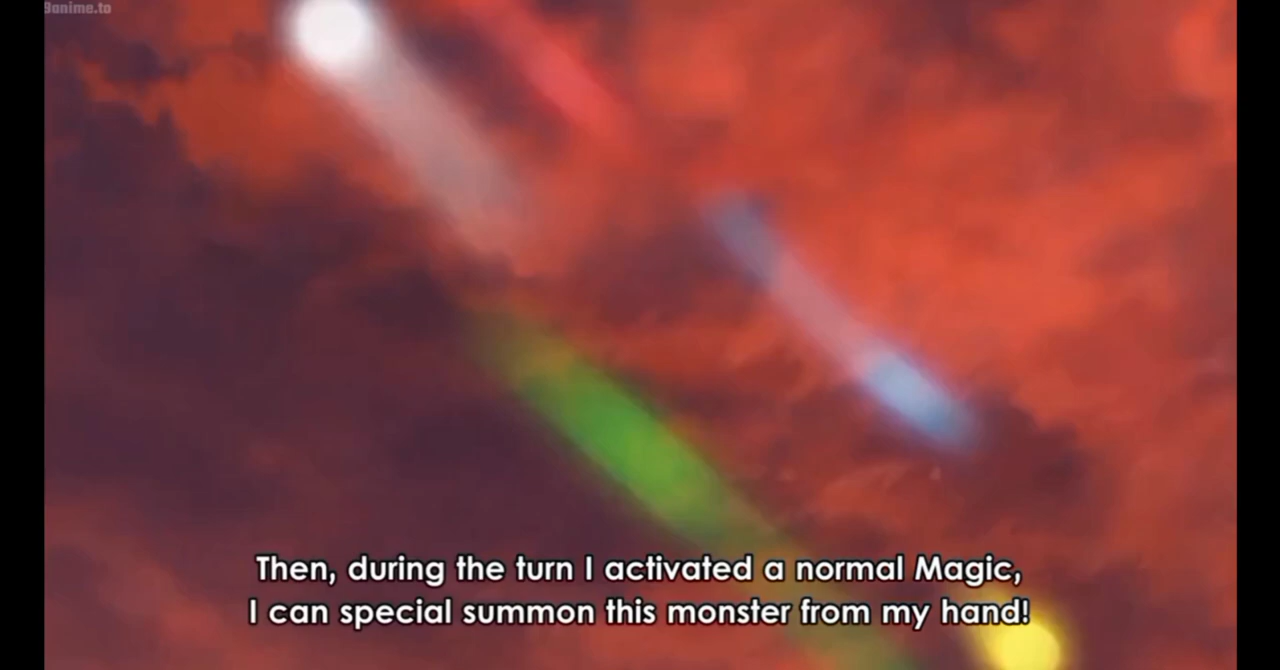 9anime.to
Then, during the turn I activated a normal Magic,
I can special summon this monster from my hand!